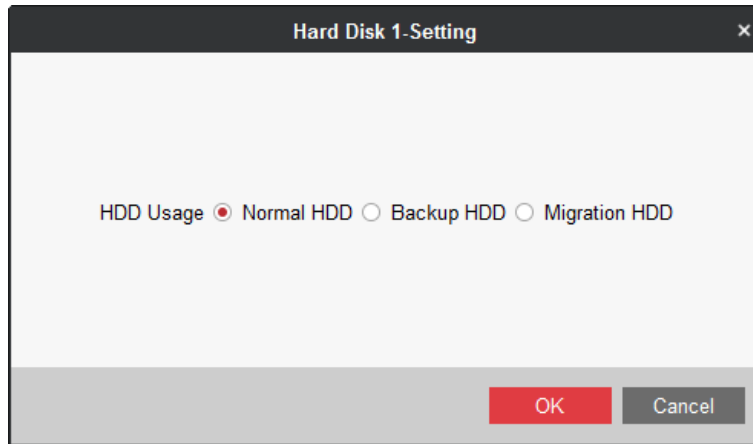 Hard Disk 1-Setting
HDD Usage Normal HDD Backup HDD Migration HDD
OK Cancel